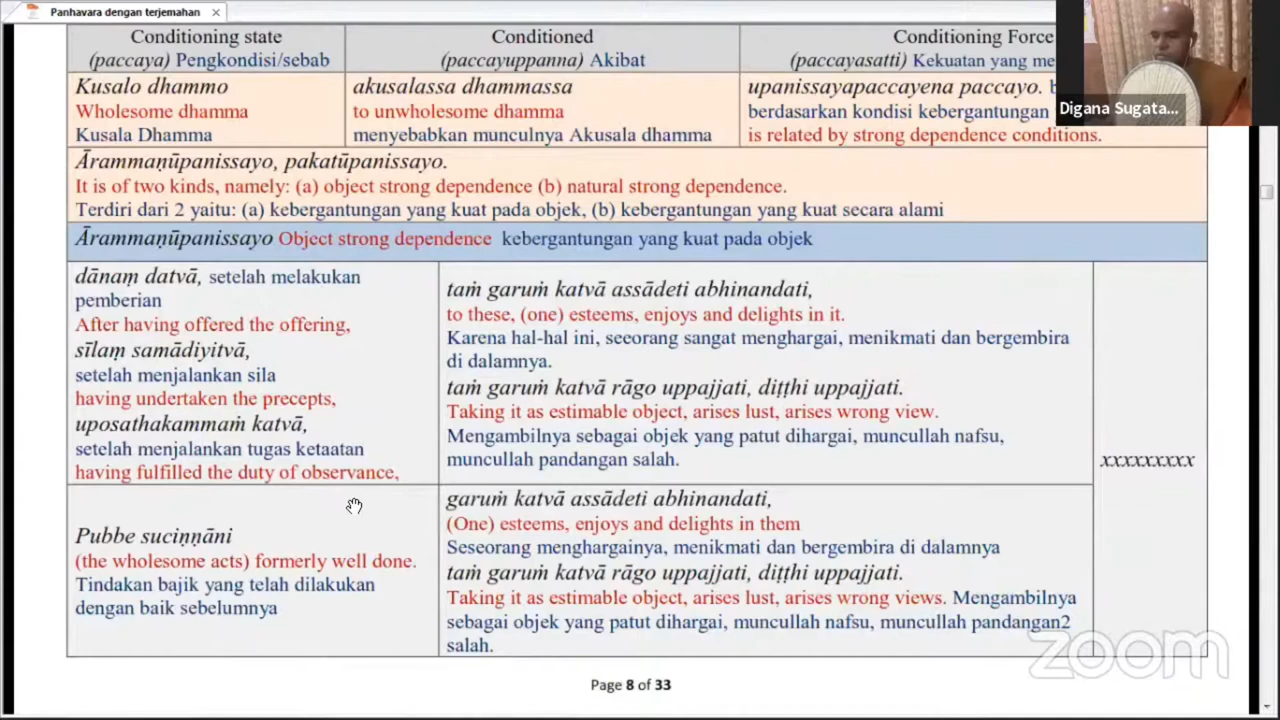 Panhavara dengan terjemahan
Conditioning state
(paccaya) Pengkondisi/sebab
Conditioned
(paccayuppanna) Akibat
Conditioning Force
(paccayasatti) Kekuatan yang me
Kusalo dhammo
Wholesome dhamma
Kusala Dhamma
akusalassa dhammassa
to unwholesome dhamma
menyebabkan munculnya Akusala dhamma
upanissayapaccayena paccayo.
berdasarkan kondisi kebergantungan
is related by strong dependence conditions.
Digana Sugata...
Ārammaṇūpanissayo, pakatūpanissayo.
It is of two kinds, namely: (a) object strong dependence (b) natural strong dependence.
Terdiri dari 2 yaitu: (a) kebergantungan yang kuat pada objek, (b) kebergantungan yang kuat secara alami
Ārammaṇūpanissayo Object strong dependence kebergantungan yang kuat pada objek
dānaṃ datvā, setelah melakukan
pemberian
After having offered the offering,
sīlaṃ samādiyitvā,
setelah menjalankan sila
having undertaken the precepts,
uposathakammaṁ katvā,
setelah menjalankan tugas ketaatan
having fulfilled the duty of observance,
taṁ garuṁ katvā assādeti abhinandati,
to these, (one) esteems, enjoys and delights in it.
Karena hal-hal ini, seeorang sangat menghargai, menikmati dan bergembira
di dalamnya.
taṁ garuṁ katvā rāgo uppajjati, diṭṭhi uppajjati.
Taking it as estimable object, arises lust, arises wrong view.
Mengambilnya sebagai objek yang patut dihargai, muncullah nafsu,
muncullah pandangan salah.
xxxxxxxxx
Pubbe suciṇṇāni
(the wholesome acts) formerly well done.
Tindakan bajik yang telah dilakukan
dengan baik sebelumnya
garuṁ katvā assādeti abhinandati,
(One) esteems, enjoys and delights in them
Seseorang menghargainya, menikmati dan bergembira di dalamnya
taṁ garuṁ katvā rāgo uppajjati, diṭṭhi uppajjati.
Taking it as estimable object, arises lust, arises wrong views. Mengambilnya
sebagai objek yang patut dihargai, muncullah nafsu, muncullah pandangan2
salah.
zoom
Page 8 of 33